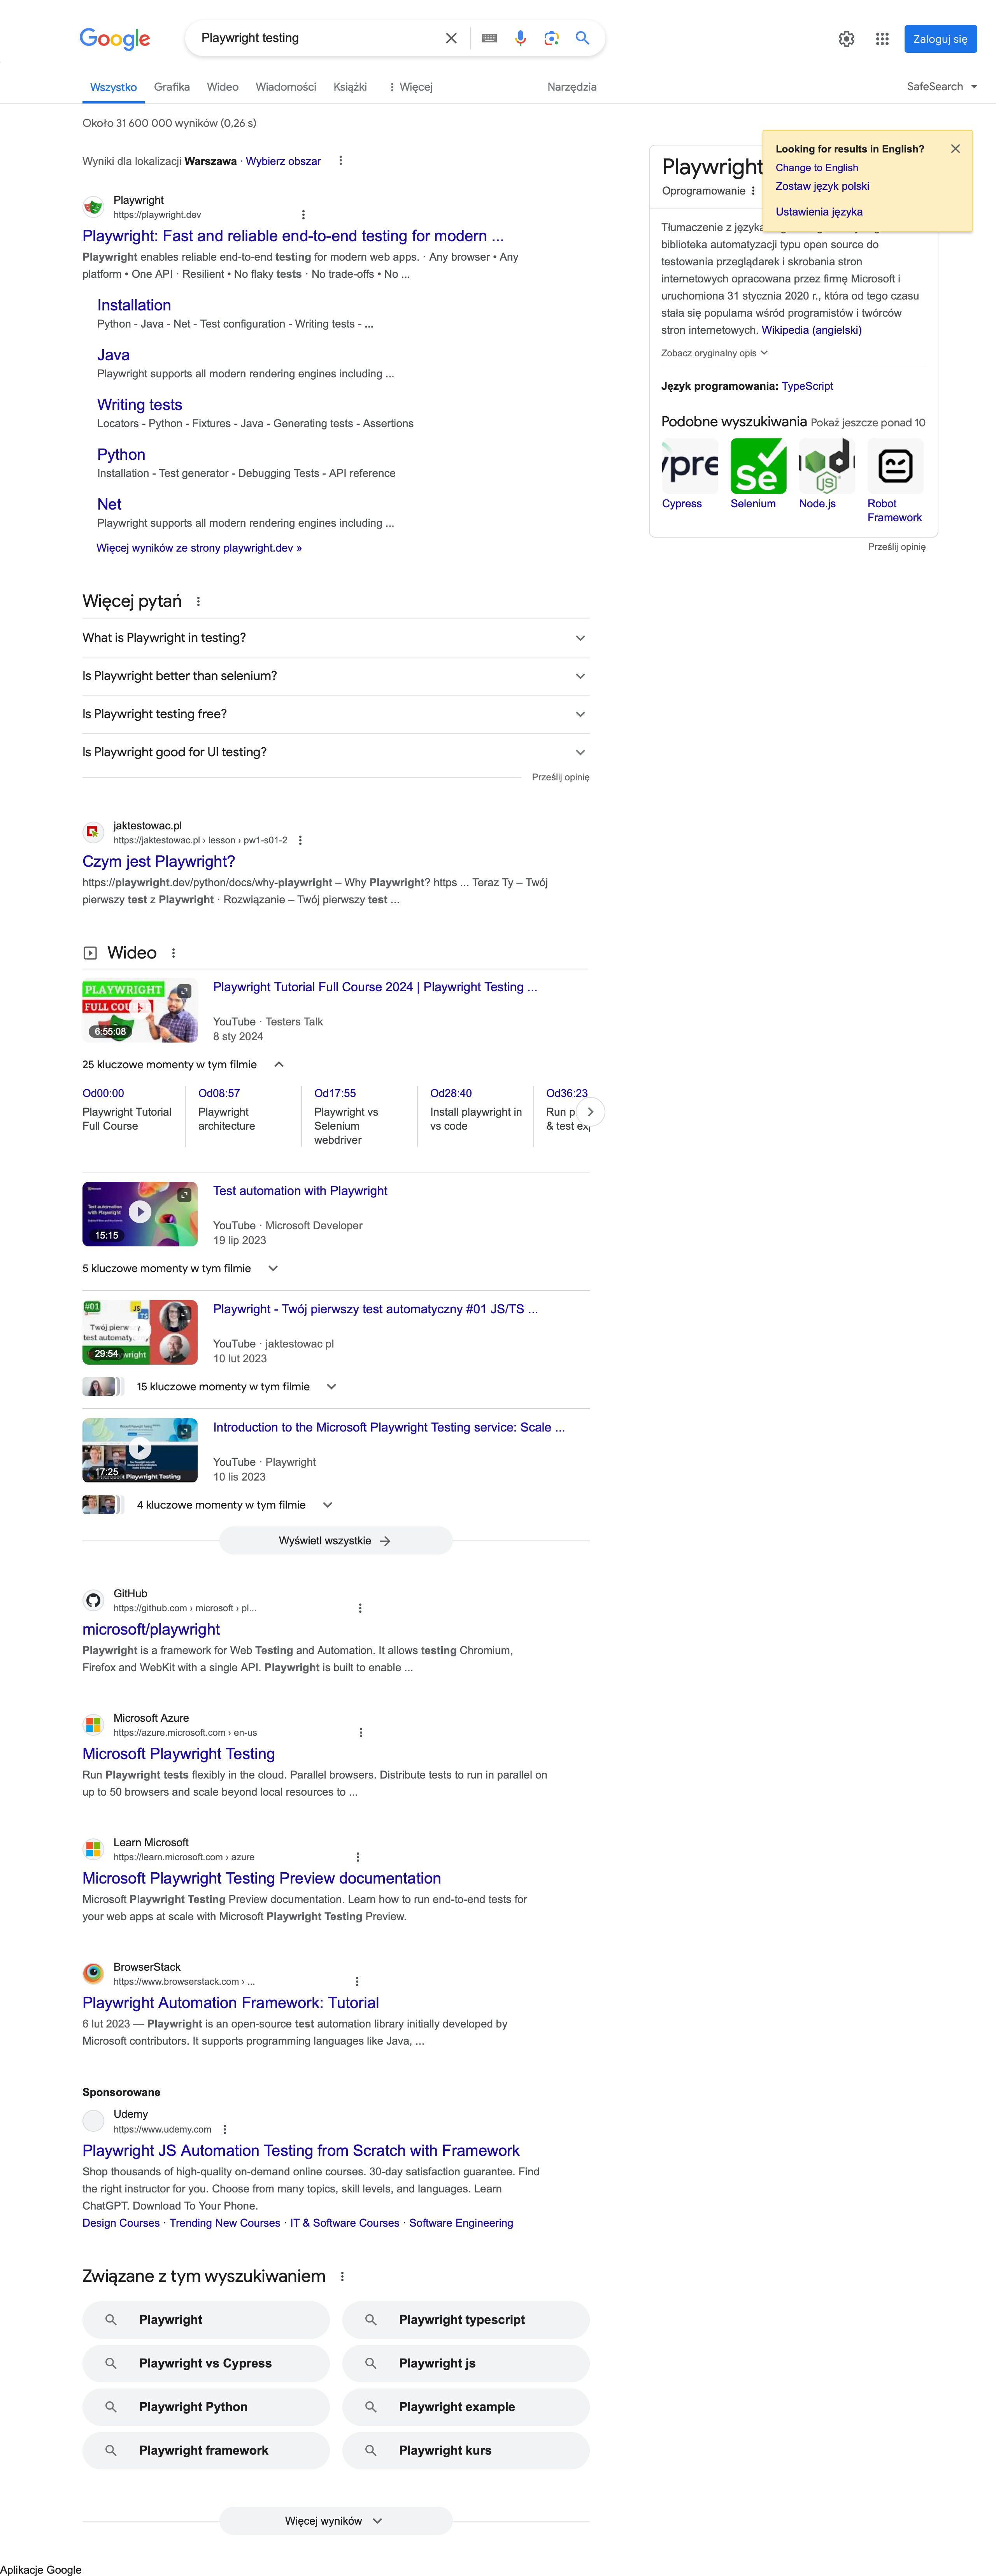 Google
Playwright testing
Zaloguj się
Wszystko
Grafika
Wideo
Wiadomości
Książki
Więcej
Narzędzia
SafeSearch
Około 31 600 000 wyników (0,26 s)
Wyniki dla lokalizacji Warszawa · Wybierz obszar
Playwright
https://playwright.dev
Playwright: Fast and reliable end-to-end testing for modern ...
Playwright enables reliable end-to-end testing for modern web apps. · Any browser • Any
platform • One API · Resilient • No flaky tests · No trade-offs • No ...
Installation
Python - Java - Net - Test configuration - Writing tests - ...
Java
Playwright supports all modern rendering engines including ...
Writing tests
Locators - Python - Fixtures - Java - Generating tests - Assertions
Python
Installation - Test generator - Debugging Tests - API reference
Net
Playwright supports all modern rendering engines including ...
Więcej wyników ze strony playwright.dev »
Więcej pytań
What is Playwright in testing?
Is Playwright better than selenium?
Is Playwright testing free?
Is Playwright good for UI testing?
Prześlij opinię
jaktestowac.pl
https://jaktestowac.pl › lesson › pw1-s01-2
Czym jest Playwright?
https://playwright.dev/python/docs/why-playwright – Why Playwright? https ... Teraz Ty – Twój
pierwszy test z Playwright · Rozwiązanie – Twój pierwszy test ...
Wideo
PLAYWRIGHT
FULL COU
6:55:08
Playwright Tutorial Full Course 2024 | Playwright Testing ...
YouTube · Testers Talk
8 sty 2024
25 kluczowe momenty w tym filmie
Od00:00
Playwright Tutorial
Full Course
Od08:57
Playwright
architecture
Od17:55
Playwright vs
Selenium
webdriver
Od28:40
Install playwright in
vs code
Od36:23
Run p
& test ex
Test automation
with Playwright
15:15
Test automation with Playwright
YouTube · Microsoft Developer
19 lip 2023
5 kluczowe momenty w tym filmie
#01
JS
TS
Twój pierw
test automaty
wright
29:54
Playwright - Twój pierwszy test automatyczny #01 JS/TS ...
YouTube · jaktestowac pl
10 lut 2023
15 kluczowe momenty w tym filmie
Microsoft Playwright Testing
17:25
Introduction to the Microsoft Playwright Testing service: Scale ...
YouTube · Playwright
10 lis 2023
4 kluczowe momenty w tym filmie
Wyświetl wszystkie
GitHub
https://github.com › microsoft › pl...
microsoft/playwright
Playwright is a framework for Web Testing and Automation. It allows testing Chromium,
Firefox and WebKit with a single API. Playwright is built to enable ...
Microsoft Azure
https://azure.microsoft.com › en-us
Microsoft Playwright Testing
Run Playwright tests flexibly in the cloud. Parallel browsers. Distribute tests to run in parallel on
up to 50 browsers and scale beyond local resources to ...
Learn Microsoft
https://learn.microsoft.com › azure
Microsoft Playwright Testing Preview documentation
Microsoft Playwright Testing Preview documentation. Learn how to run end-to-end tests for
your web apps at scale with Microsoft Playwright Testing Preview.
BrowserStack
https://www.browserstack.com › ...
Playwright Automation Framework: Tutorial
6 lut 2023 — Playwright is an open-source test automation library initially developed by
Microsoft contributors. It supports programming languages like Java, ...
Sponsorowane
Udemy
https://www.udemy.com
Playwright JS Automation Testing from Scratch with Framework
Shop thousands of high-quality on-demand online courses. 30-day satisfaction guarantee. Find
the right instructor for you. Choose from many topics, skill levels, and languages. Learn
ChatGPT. Download To Your Phone.
Design Courses · Trending New Courses · IT & Software Courses · Software Engineering
Związane z tym wyszukiwaniem
Playwright
Playwright typescript
Playwright vs Cypress
Playwright js
Playwright Python
Playwright example
Playwright framework
Playwright kurs
Więcej wyników
Aplikacje Google
Looking for results in English?
Change to English
Zostaw język polski
Ustawienia języka
Playwright
Oprogramowanie
Tłumaczenie z języka
biblioteka automatyzacji typu open source do
testowania przeglądarek i skrobania stron
internetowych opracowana przez firmę Microsoft i
uruchomiona 31 stycznia 2020 r., która od tego czasu
stała się popularna wśród programistów i twórców
stron internetowych. Wikipedia (angielski)
Zobacz oryginalny opis
Język programowania: TypeScript
Podobne wyszukiwania
Pokaż jeszcze ponad 10
ypre
Se
JS
Cypress
Selenium
Node.js
Robot
Framework
Prześlij opinię